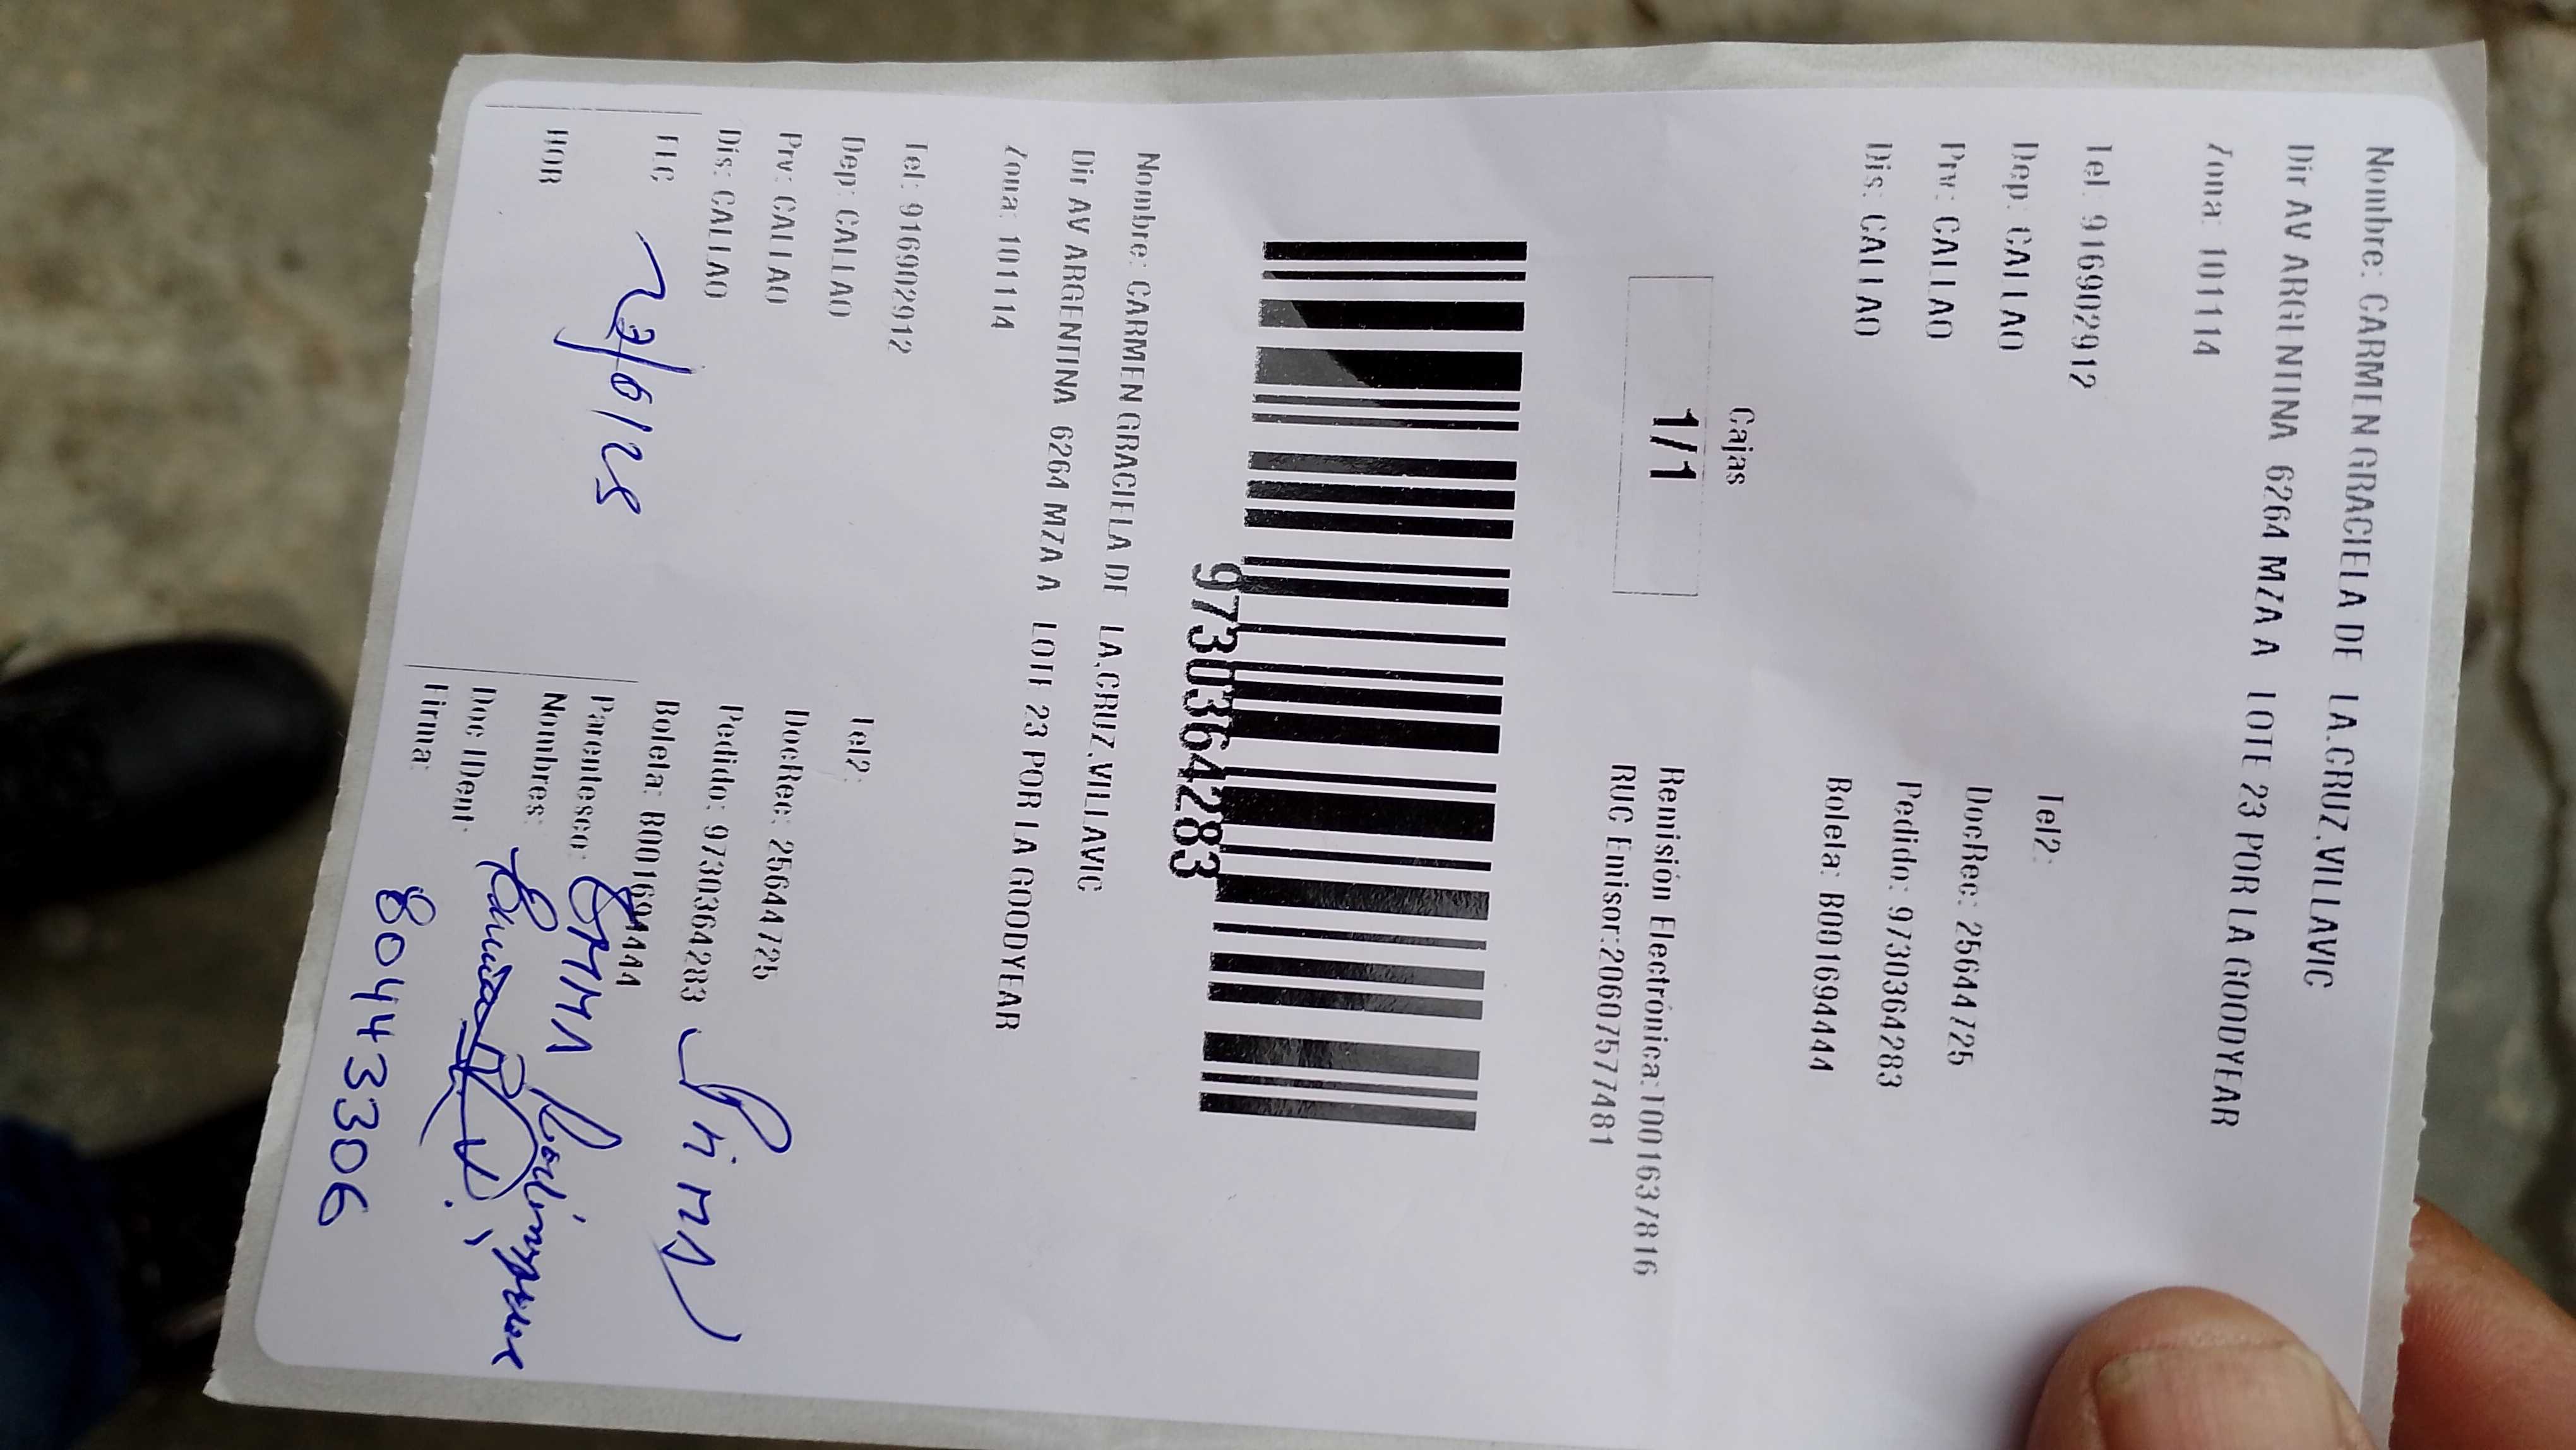 Nombre: CARMEN GRACIELA DE LA.CRUZ.VILLAVIC
Dir AV ARGENTINA 6264 MZA A LOTE 23 POR LA GOODYEAR
Zona: 101114
Tel: 916902912 Tel2:
Dep: CALLAO DocRec: 25644725
Prv: CALLAO Pedido: 9730364283
Dis: CALLAO Boleta: B001694444
Cajas
1/1
Remisión Electrónica:1001637816
RUC Emisor:20607577481
9730364283
Nombre: CARMEN GRACIELA DE LA.CRUZ.VILLAVIC
Dir AV ARGENTINA 6264 MZA A LOTE 23 POR LA GOODYEAR
Zona: 101114
Tel: 916902912 Tel2:
Dep: CALLAO DocRec: 25644725
Prv: CALLAO Pedido: 9730364283
Dis: CALLAO Boleta: B001694444
FEC 23/6/25 Parentesco:
HOR Nombres:
Doc IDent:
Firma:
80443306